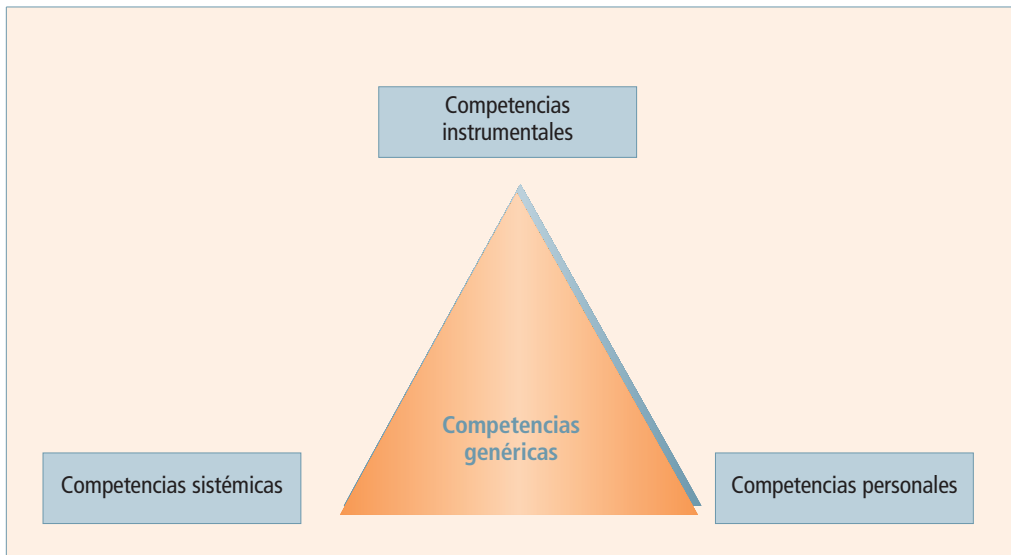 Competencias
instrumentales
Competencias
genéricas
Competencias sistémicas
Competencias personales